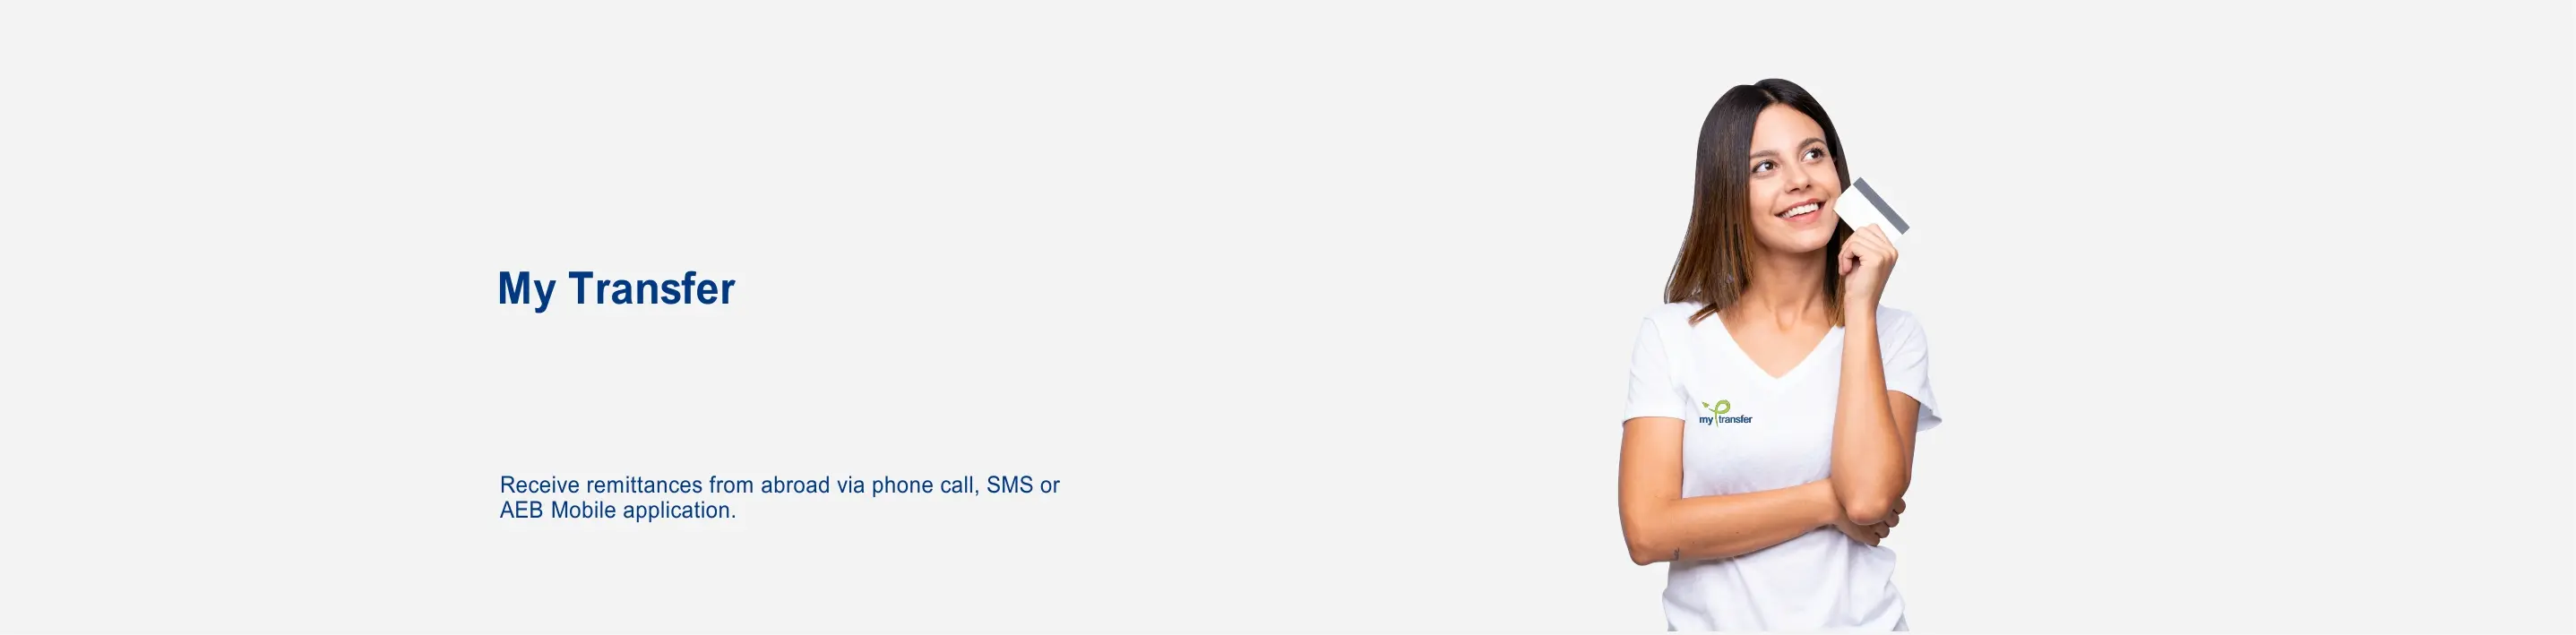 My Transfer
Receive remittances from abroad via phone call, SMS or
AEB Mobile application.
my transfer